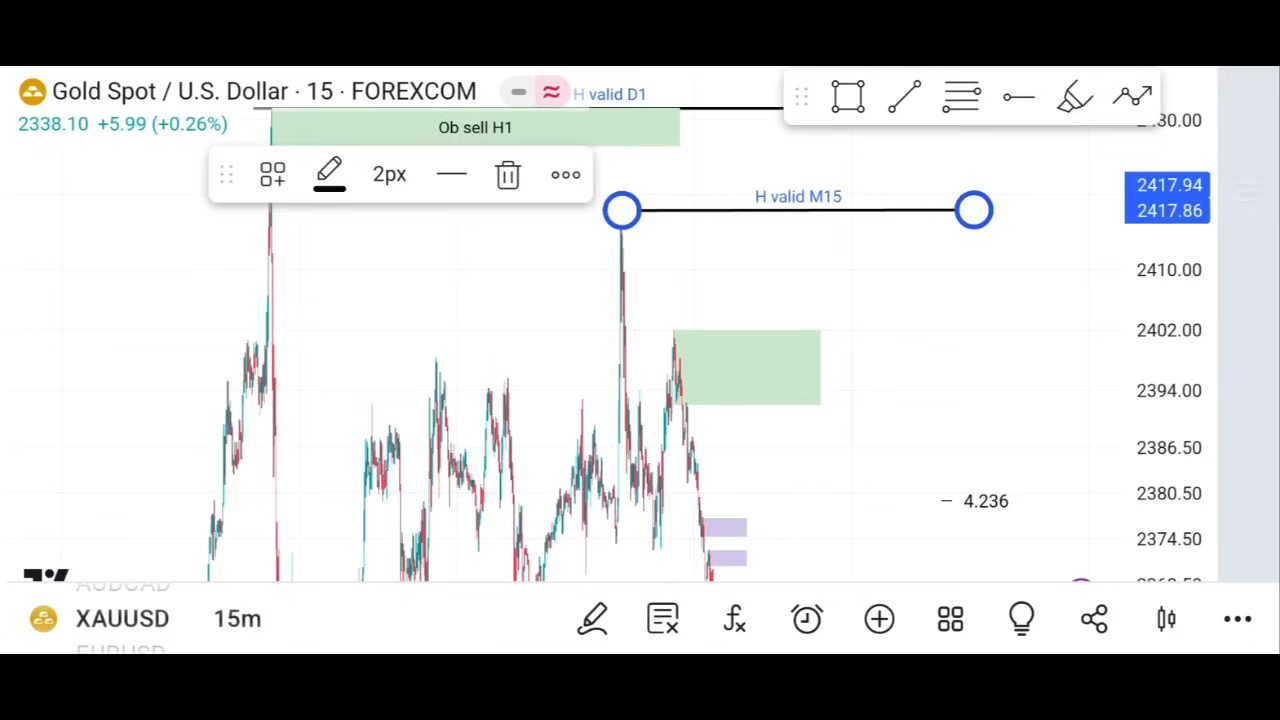 Gold Spot / U.S. Dollar · 15 · FOREXCOM
H valid D1
2338.10 +5.99 (+0.26%)
Ob sell H1
2px
H valid M15
2417.94
2417.86
2410.00
2402.00
2394.00
2386.50
2380.50
4.236
2374.50
AUDCAD
XAUUSD
15m